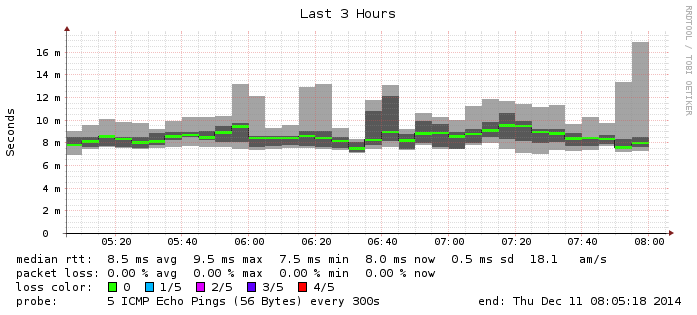 Last 3 Hours
RRDTOOL / TOBI OETIKER
Seconds
16 m
14 m
12 m
10 m
8 m
6 m
4 m
2 m
0
05:20 05:40 06:00 06:20 06:40 07:00 07:20 07:40 08:00
median rtt: 8.5 ms avg 9.5 ms max 7.5 ms min 8.0 ms now 0.5 ms sd 18.1 am/s
packet loss: 0.00 % avg 0.00 % max 0.00 % min 0.00 % now
loss color: 0 1/5 2/5 3/5 4/5
probe: 5 ICMP Echo Pings (56 Bytes) every 300s end: Thu Dec 11 08:05:18 2014